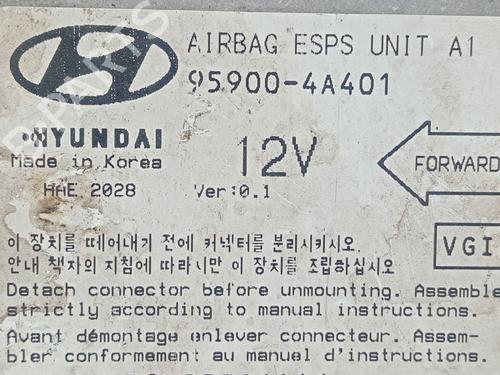 AIRBAG ESPS UNIT A1
95900-4A401
HYUNDAI
Made in Korea
12V
FORWARD
HAE 2028
Ver:0.1
이 장치를 떼어내기 전에 커넥터를 분리시키시오.
안내 책자의 지침에 따라시만 이 장치를 조립하십시오
VGI
Detach connector before unmounting. Assemble
strictly according to manual instructions.
Avant démontage enlever connecteur. Assem-
bler conformement au manuel d'instructions.